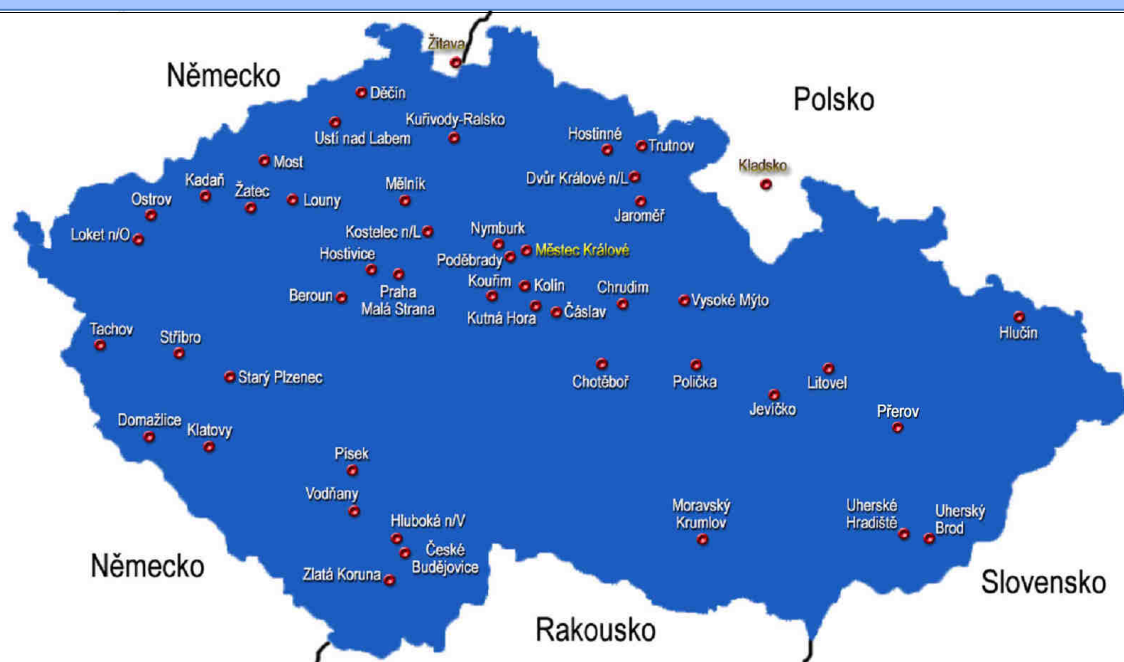 Žitava
Německo
Děčín
Polsko
Ustí nad Labem
Kuřivody-Ralsko
Hostinné
Trutnov
Most
Kladsko
Kadaň
Žatec
Louny
Mělník
Dvůr Králové n/L
Ostrov
Jaroměř
Loket n/O
Kostelec n/L
Nymburk
Městec Králové
Poděbrady
Hostivice
Praha
Malá Strana
Kouřim
Kolín
Chrudim
Beroun
Kutná Hora
Čáslav
Vysoké Mýto
Hlučín
Tachov
Stříbro
Starý Plzenec
Chotěboř
Polička
Litovel
Jevíčko
Přerov
Domažlice
Klatovy
Písek
Vodňany
Moravský
Krumlov
Uherské
Hradiště
Uherský
Brod
Hluboká n/V
České
Budějovice
Zlatá Koruna
Německo
Slovensko
Rakousko